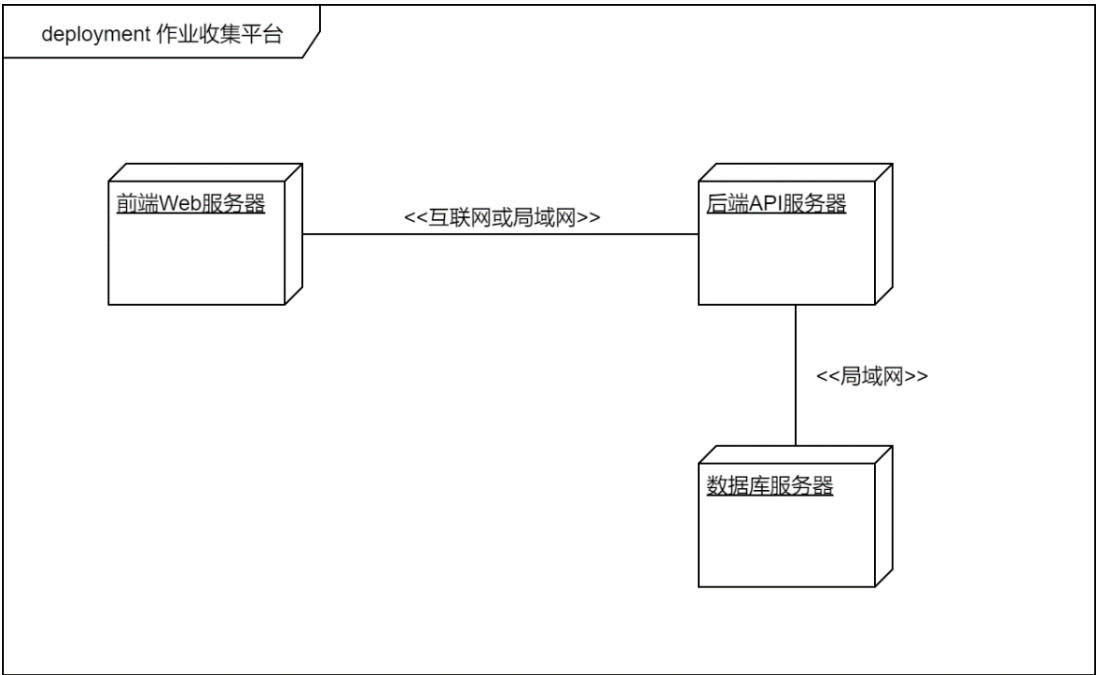 deployment 作业收集平台
前端Web服务器
<<互联网或局域网>>
后端API服务器
<<局域网>>
数据库服务器